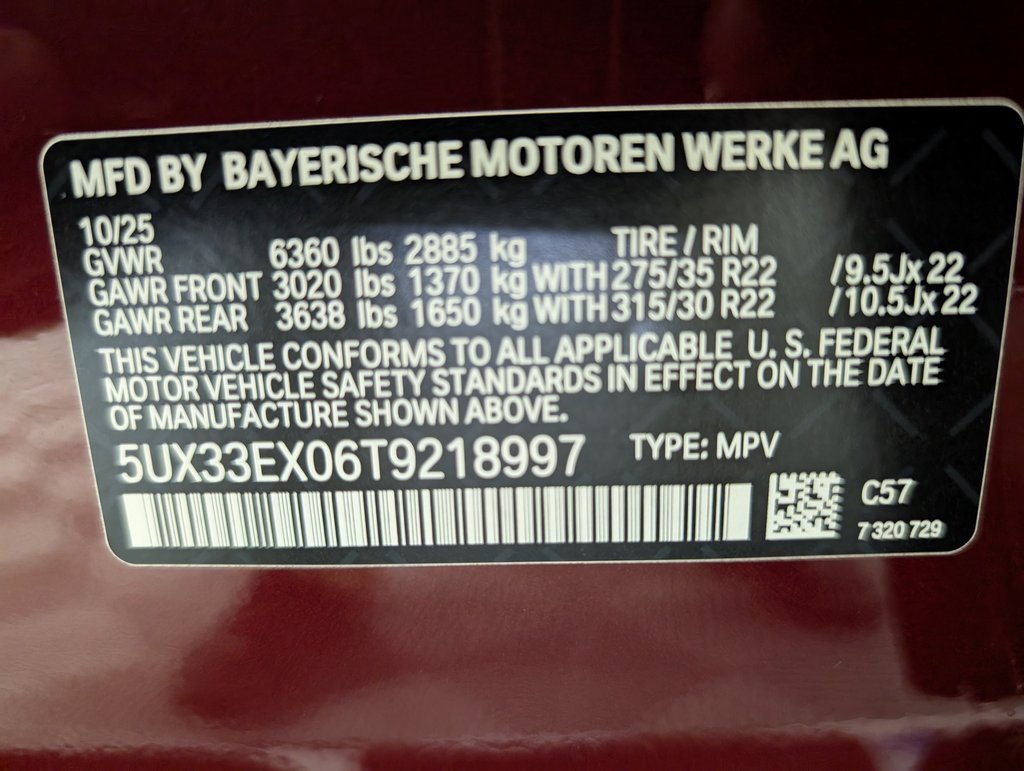 MFD BY BAYERISCHE MOTOREN WERKE AG
10/25
GVWR 6360 lbs 2885 kg TIRE / RIM
GAWR FRONT 3020 lbs 1370 kg WITH 275/35 R22 /9.5Jx 22
GAWR REAR 3638 lbs 1650 kg WITH 315/30 R22 /10.5Jx 22
THIS VEHICLE CONFORMS TO ALL APPLICABLE U. S. FEDERAL
MOTOR VEHICLE SAFETY STANDARDS IN EFFECT ON THE DATE
OF MANUFACTURE SHOWN ABOVE.
5UX33EX06T9218997 TYPE: MPV
C57
7 320 729